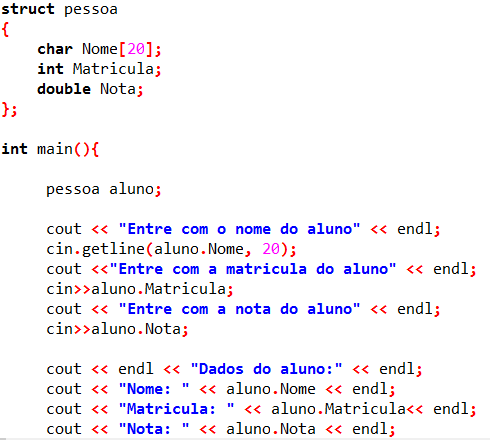 struct pessoa
{
    char Nome[20];
    int Matricula;
    double Nota;
};

int main(){

     pessoa aluno;

     cout << "Entre com o nome do aluno" << endl;
     cin.getline(aluno.Nome, 20);
     cout <<"Entre com a matricula do aluno" << endl;
     cin>>aluno.Matricula;
     cout << "Entre com a nota do aluno" << endl;
     cin>>aluno.Nota;

     cout << endl << "Dados do aluno:" << endl;
     cout << "Nome: " << aluno.Nome << endl;
     cout << "Matricula: " << aluno.Matricula<< endl;
     cout << "Nota: " << aluno.Nota << endl;